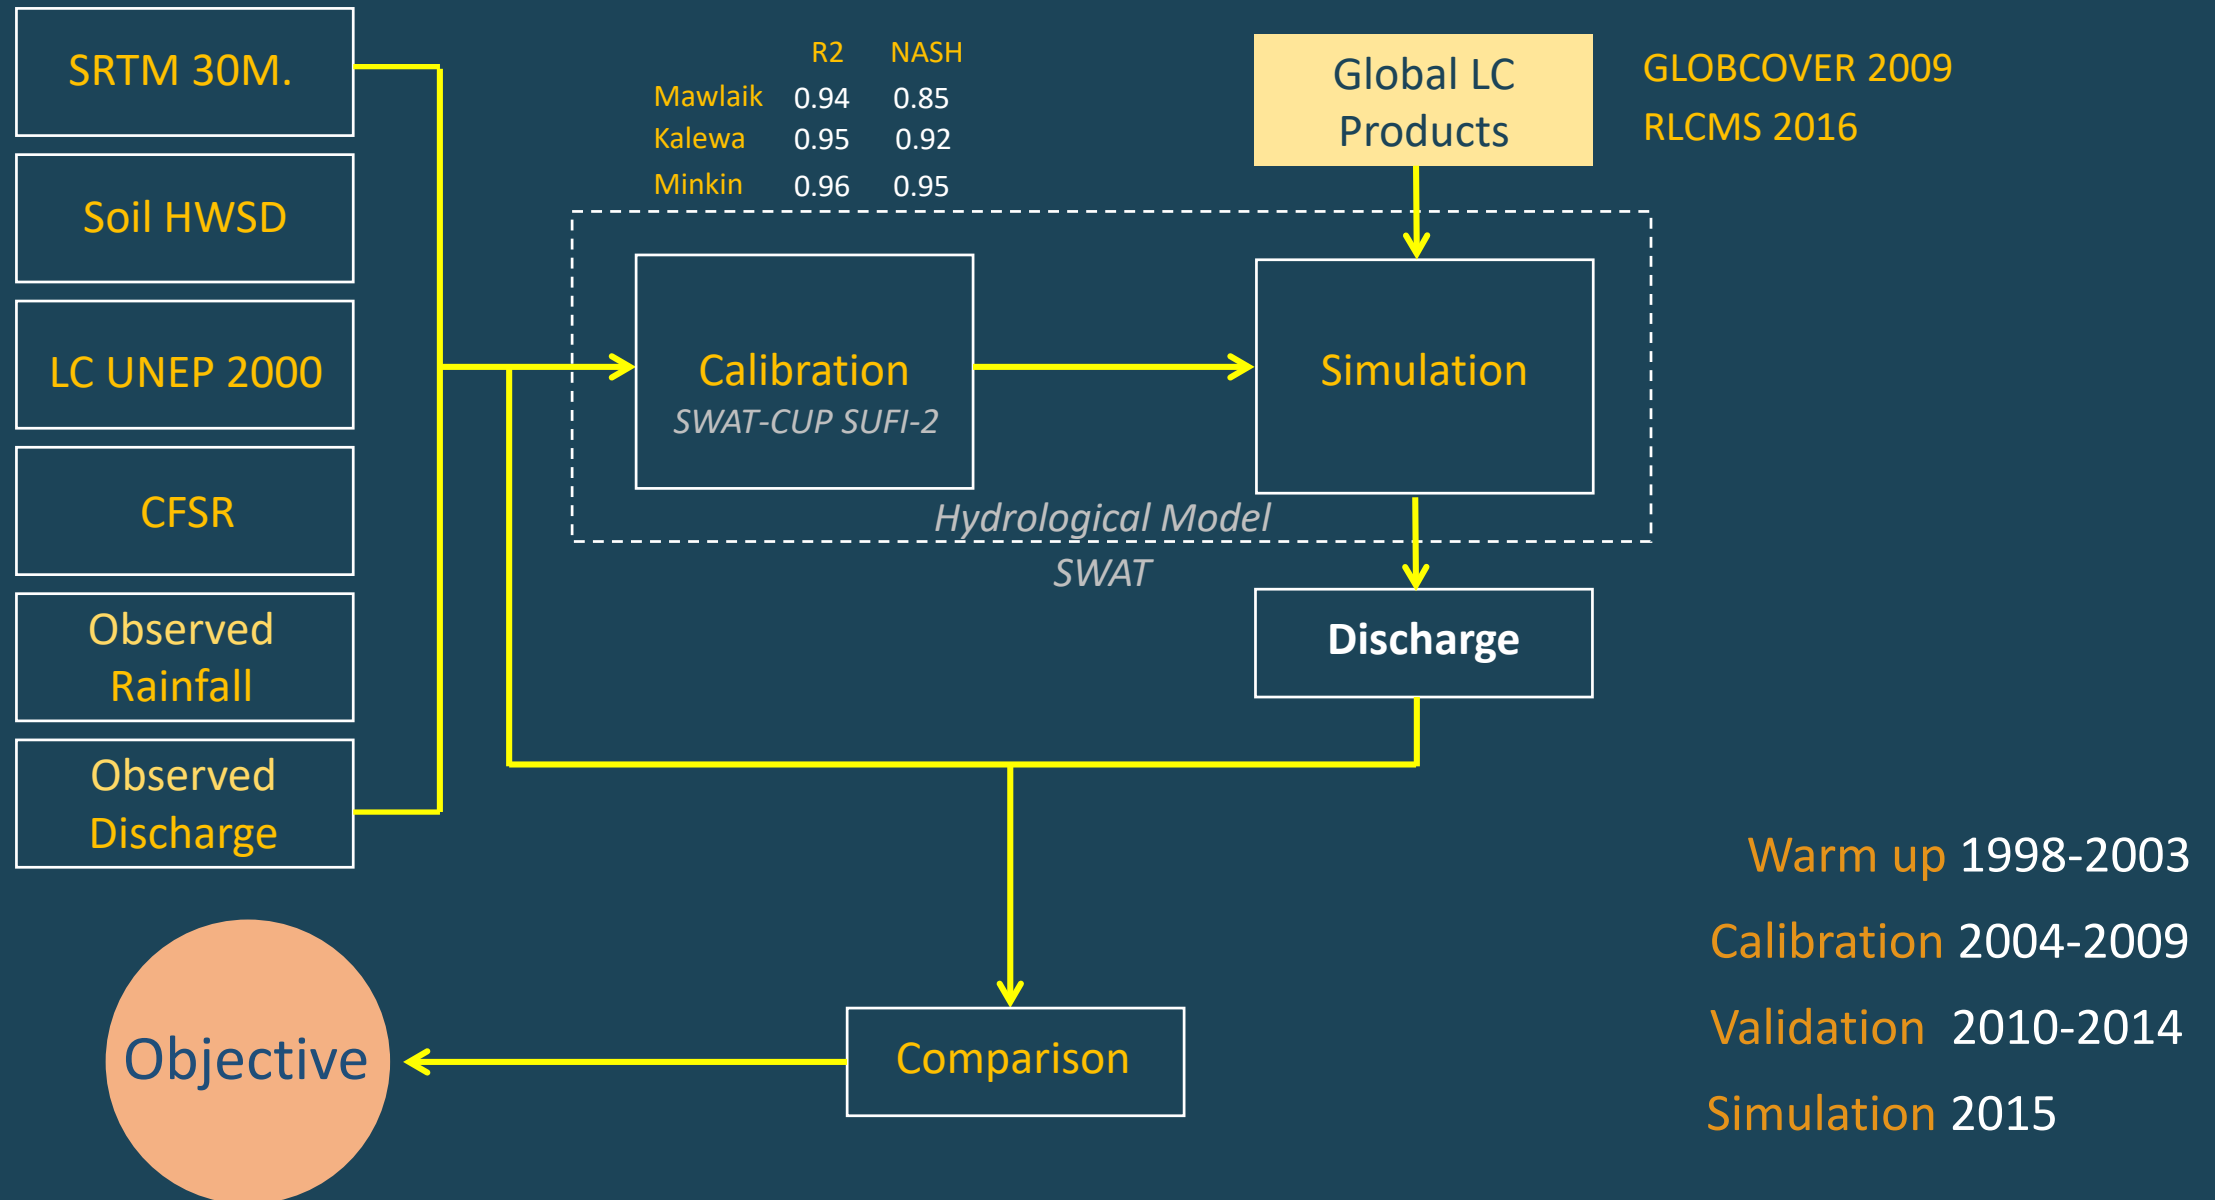 SRTM 30M.
Soil HWSD
LC UNEP 2000
CFSR
Observed
Rainfall
Observed
Discharge
R2 NASH
Mawlaik 0.94 0.85
Kalewa 0.95 0.92
Minkin 0.96 0.95
Global LC
Products
GLOBCOVER 2009
RLCMS 2016
Calibration
SWAT-CUP SUFI-2
Simulation
Hydrological Model
SWAT
Discharge
Comparison
Objective
Warm up 1998-2003
Calibration 2004-2009
Validation 2010-2014
Simulation 2015